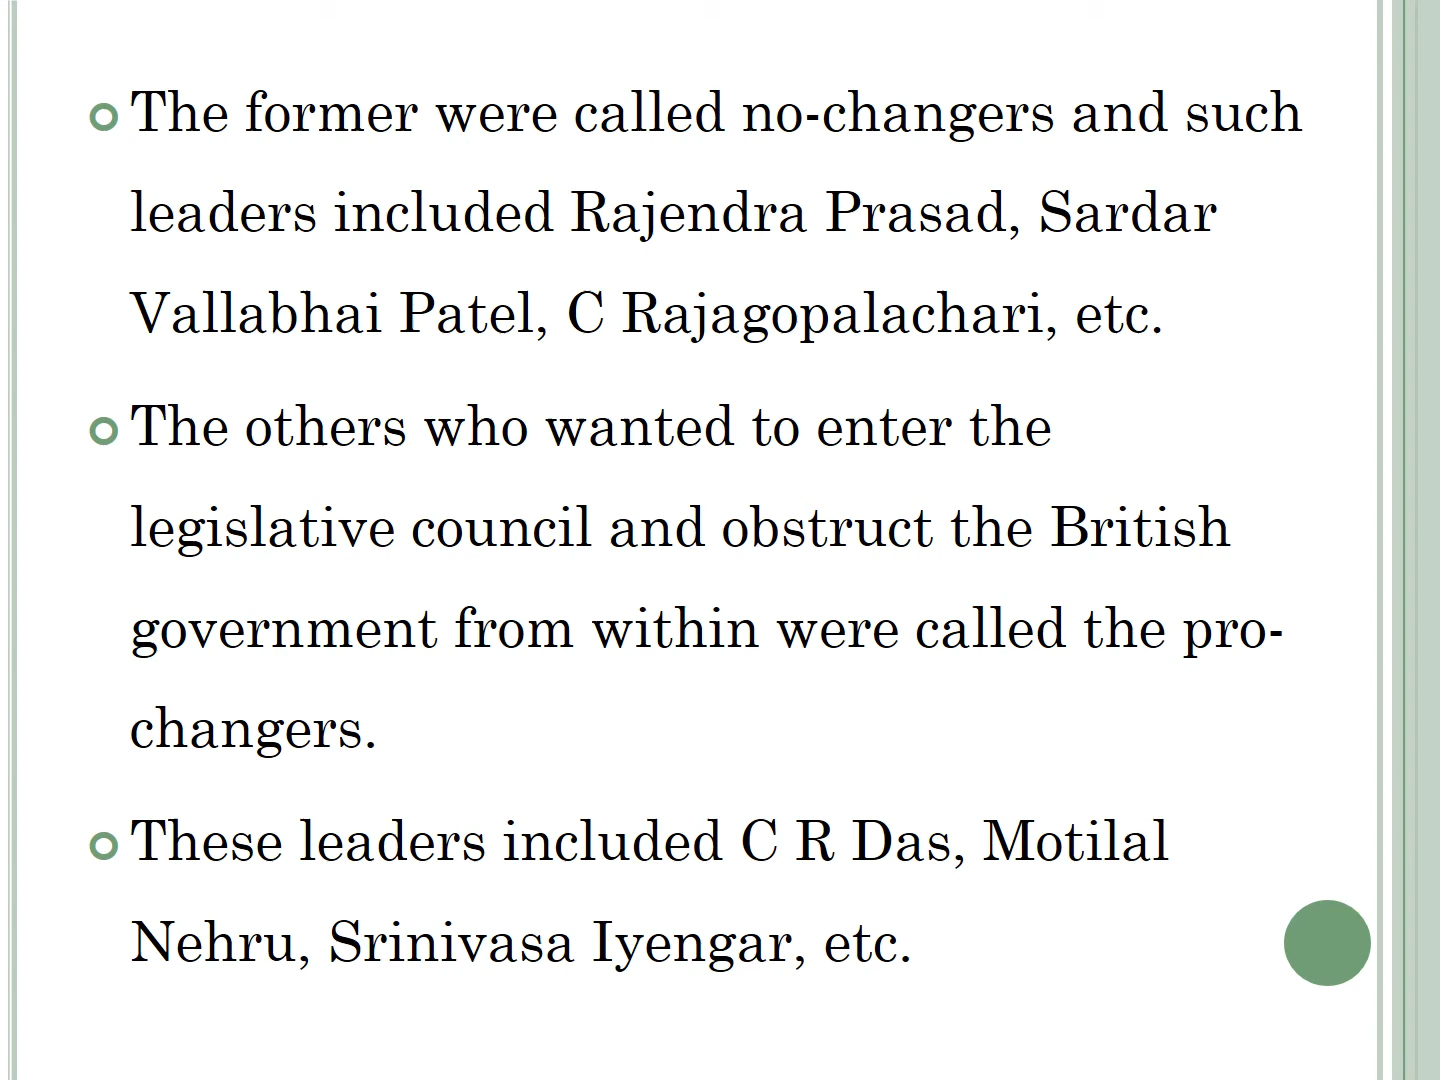 The former were called no-changers and such
leaders included Rajendra Prasad, Sardar
Vallabhai Patel, C Rajagopalachari, etc.
The others who wanted to enter the
legislative council and obstruct the British
government from within were called the pro-
changers.
These leaders included C R Das, Motilal
Nehru, Srinivasa Iyengar, etc.